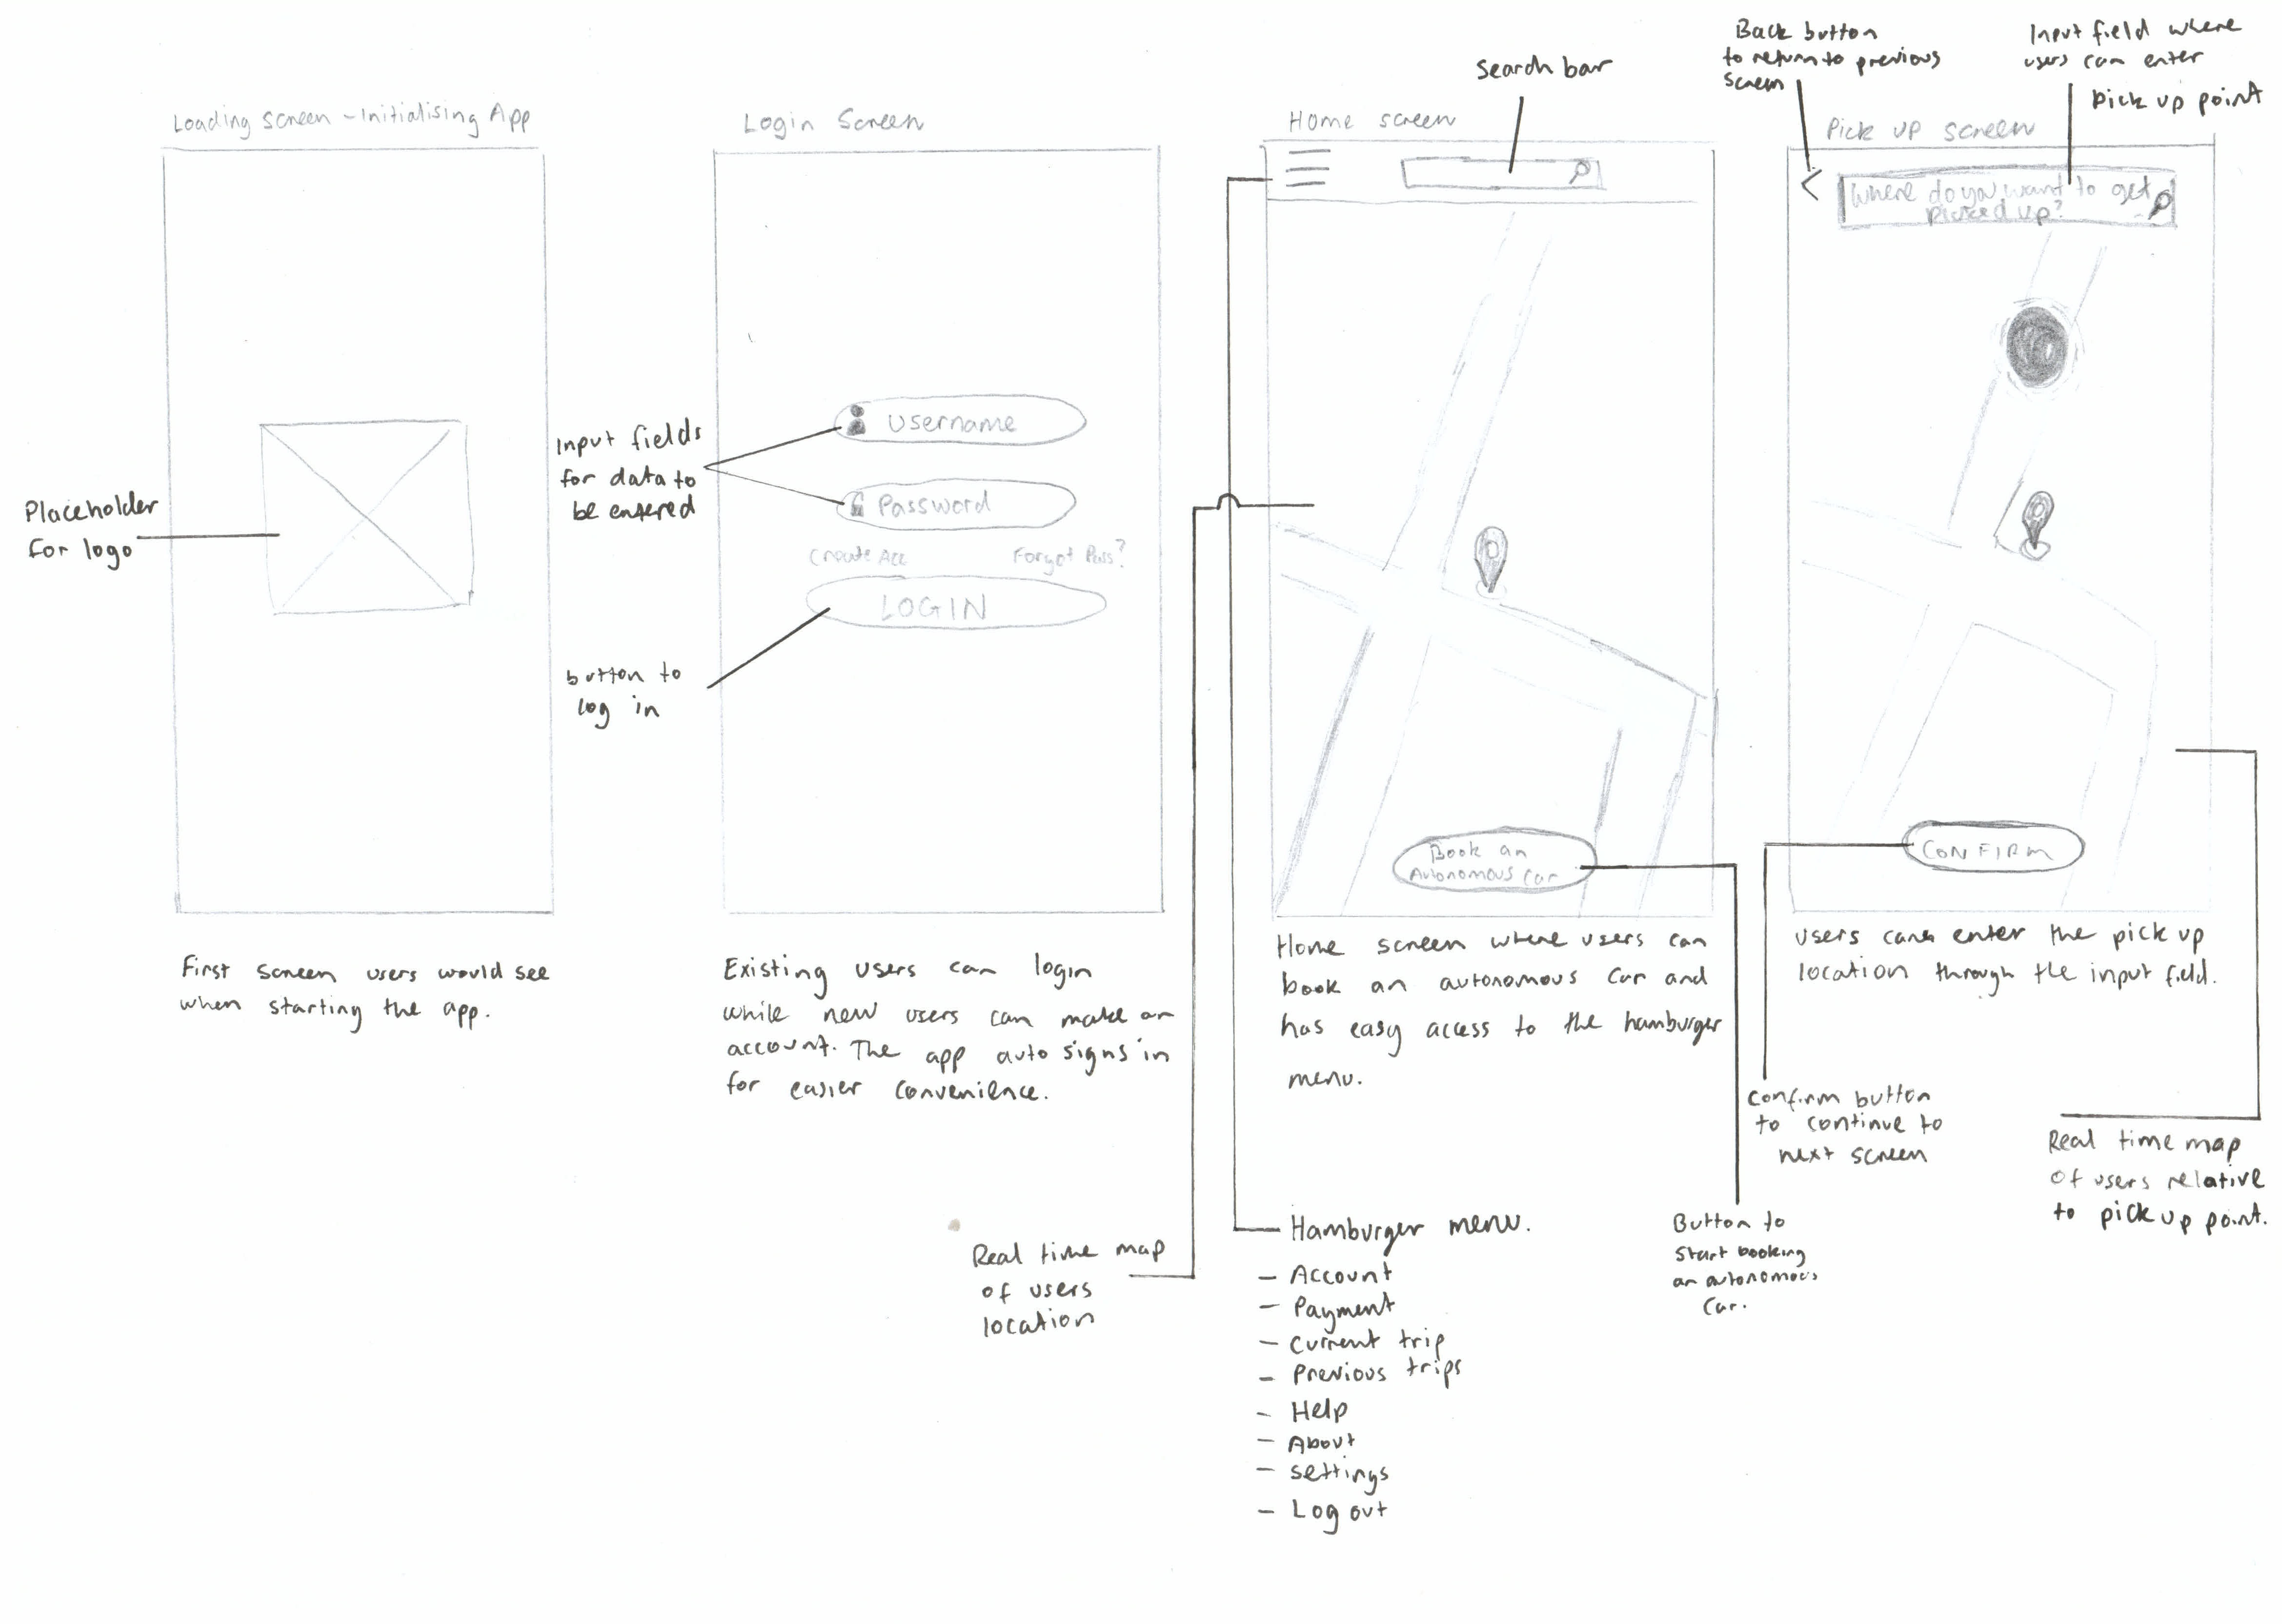 Loading screen - Initialising App
Placeholder
for logo
First screen users would see
when starting the app.
Login Screen
Input fields
for data to
be entered
Username
Password
Create Acc
Forgot Pass?
LOGIN
button to
log in
Existing users can login
while new users can make an
account. The app auto signs in
for easier convenience.
Search bar
Home screen
Book an
Autonomous Car
Home screen where users can
book an autonomous car and
has easy access to the hamburger
menu.
Real time map
of users
location
Hamburger menu.
- Account
- Payment
- Current trip
- Previous trips
- Help
- About
- Settings
- Log out
Button to
Start booking
an autonomous
Car.
Back button
to return to previous
screen
Input field where
users can enter
pick up point
Pick up screen
Where do you want to get
picked up?
CONFIRM
users can enter the pick up
location through the input field.
Confirm button
to continue to
next screen
Real time map
of users relative
to pick up point.